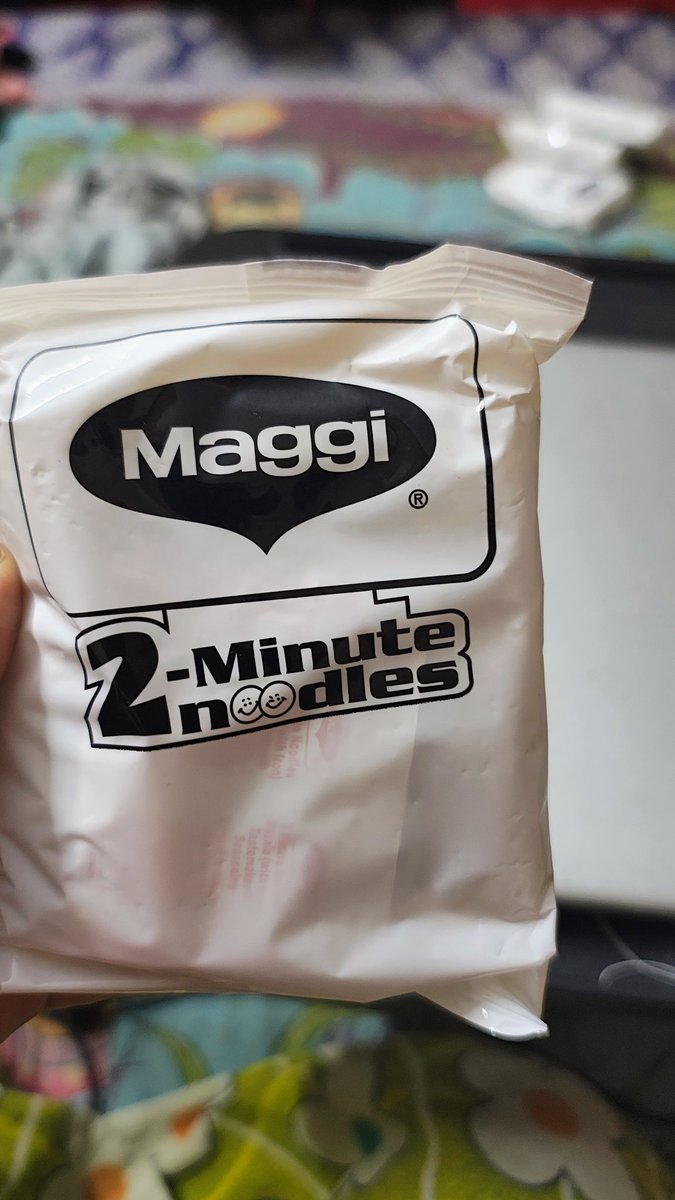 Maggi
®
2-Minute
noodles